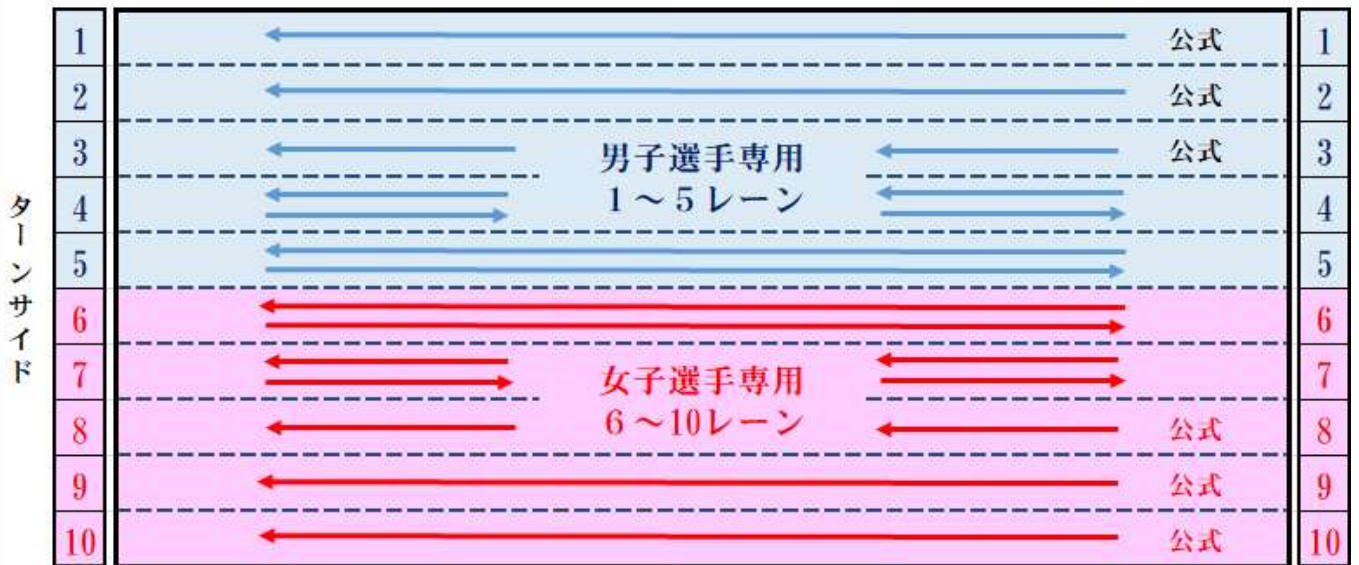 1 公式 1
2 公式 2
3 公式 3
男子選手専用
1～5レーン
4 4
5 5
6 6
7 7
女子選手専用
6～10レーン
8 公式 8
9 公式 9
10 公式 10
ターンサイド